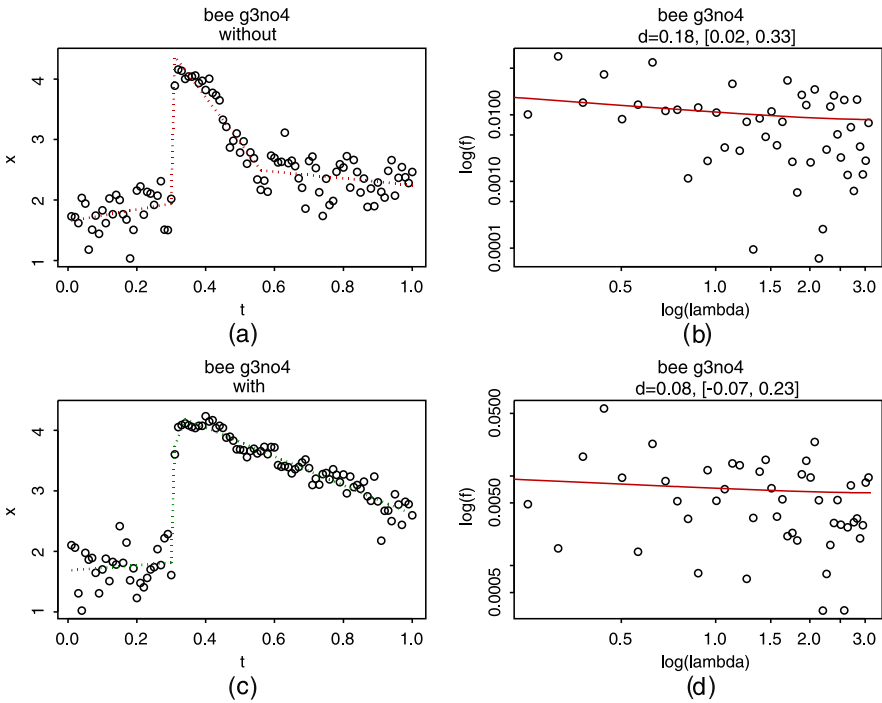 bee g3no4
without
x
4
3
2
1
0.0 0.2 0.4 0.6 0.8 1.0
t
(a)
bee g3no4
d=0.18, [0.02, 0.33]
log(f)
0.0100
0.0010
0.0001
0.5 1.0 1.5 2.0 3.0
log(lambda)
(b)
bee g3no4
with
x
4
3
2
1
0.0 0.2 0.4 0.6 0.8 1.0
t
(c)
bee g3no4
d=0.08, [-0.07, 0.23]
log(f)
0.0500
0.0050
0.0005
0.5 1.0 1.5 2.0 3.0
log(lambda)
(d)